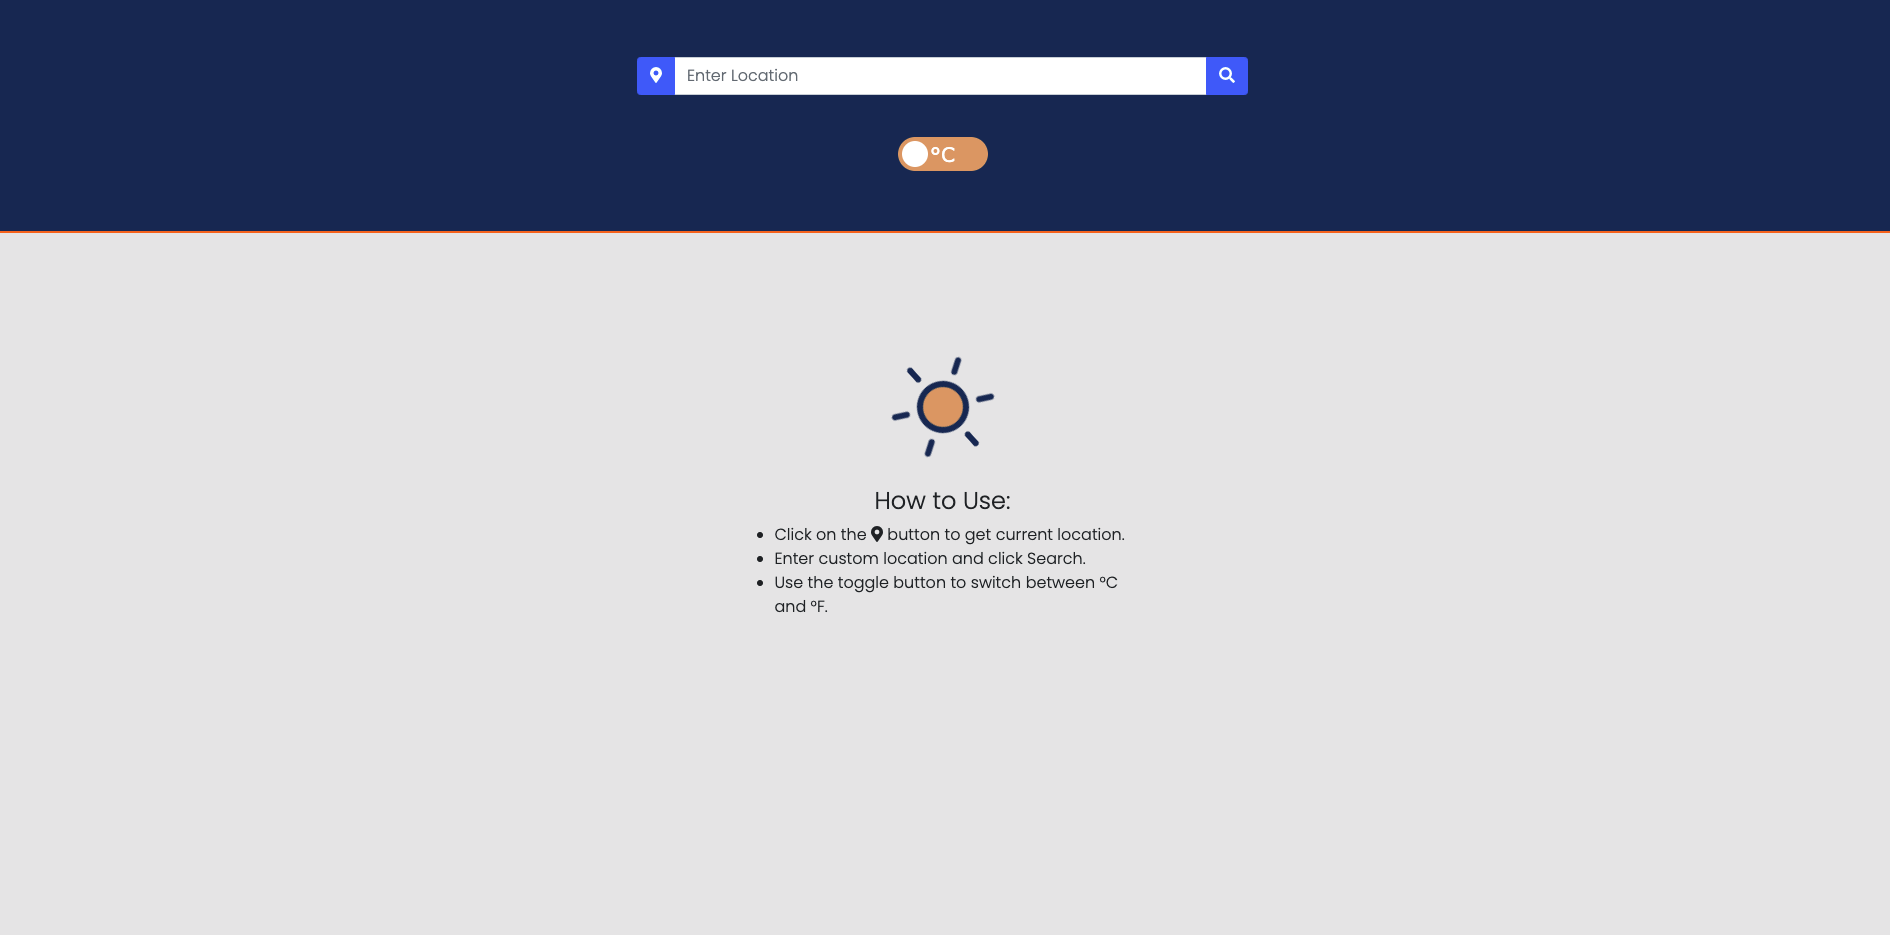 Enter Location
°C
How to Use:
Click on the button to get current location.
Enter custom location and click Search.
Use the toggle button to switch between °C
and °F.